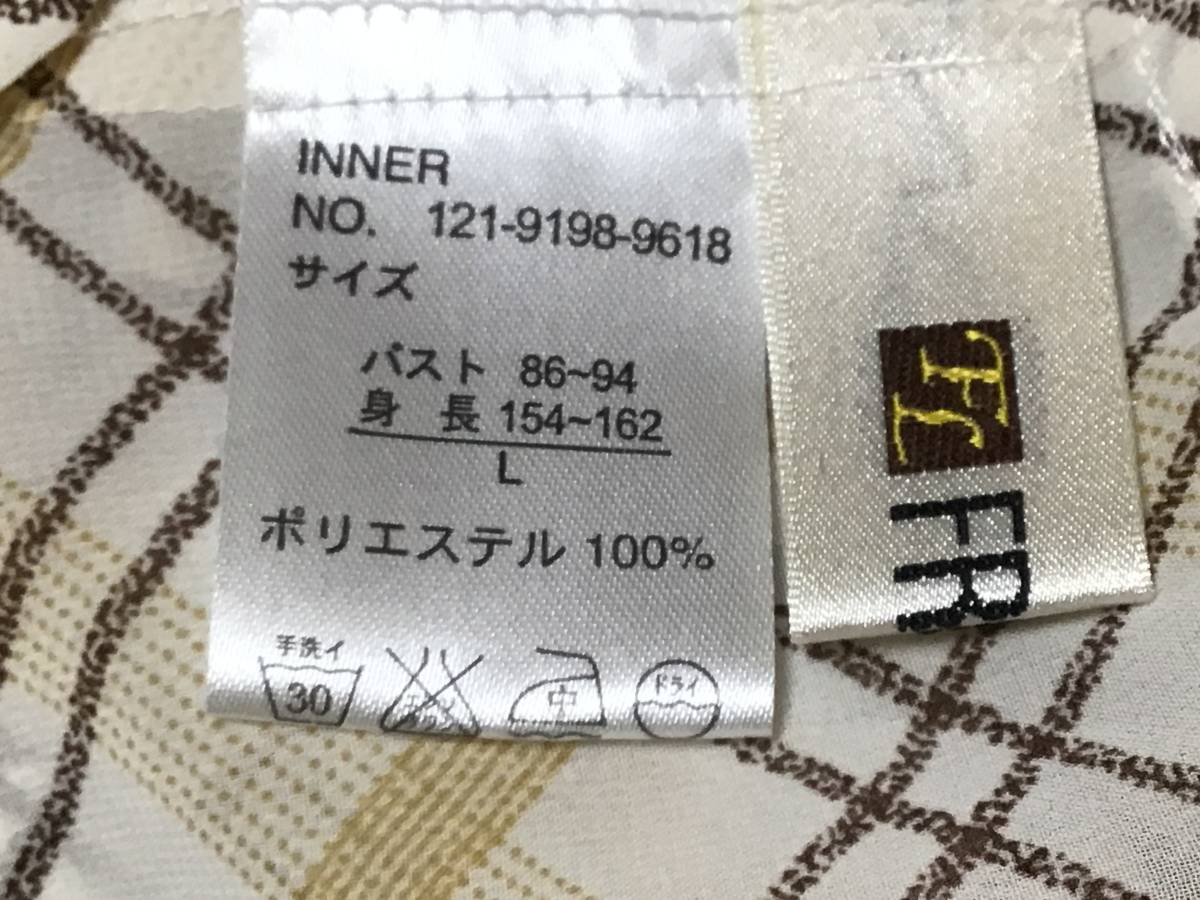 INNER
NO. 121-9198-9618
サイズ
バスト 86~94
身 長 154~162
L
ポリエステル 100%
手洗イ
30
中
ドライ
FR